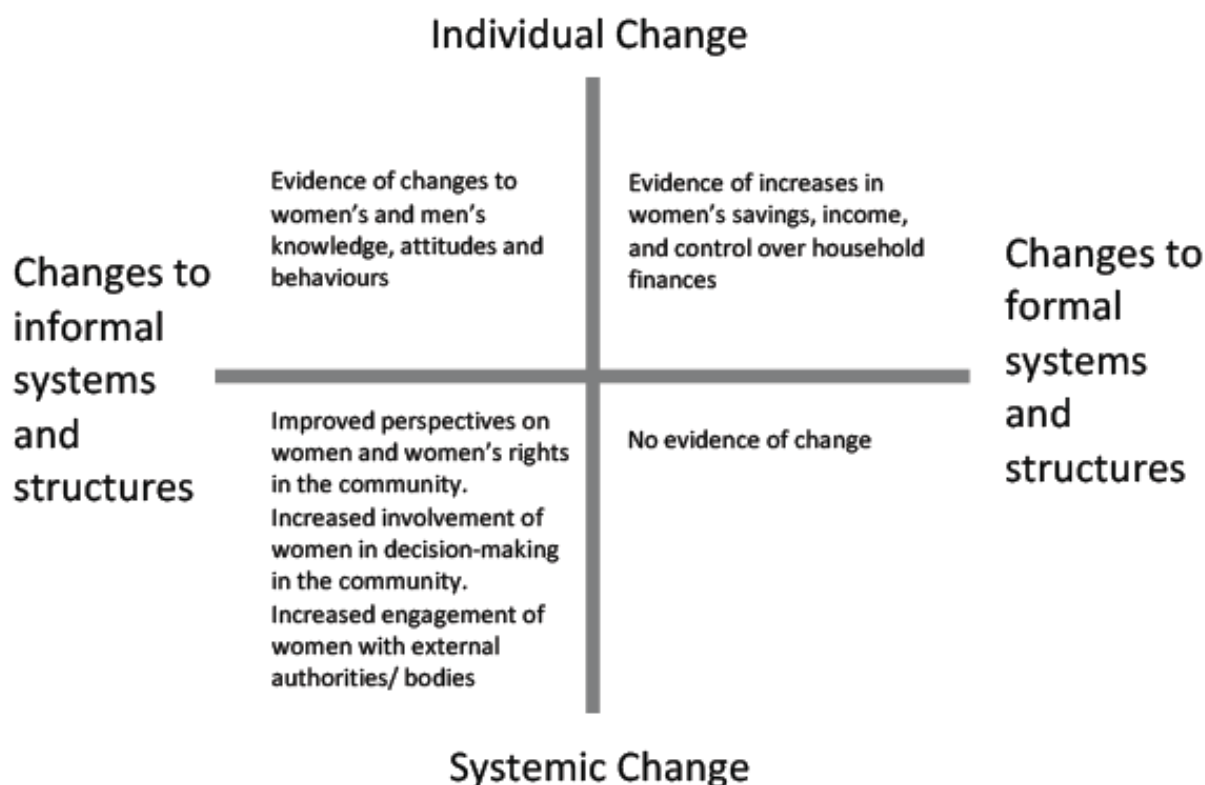 Individual Change
Evidence of changes to
women's and men's
knowledge, attitudes and
behaviours
Evidence of increases in
women's savings, income,
and control over household
finances
Changes to
informal
systems
and
structures
Changes to
formal
systems
and
structures
Improved perspectives on
women and women's rights
in the community.
Increased involvement of
women in decision-making
in the community.
Increased engagement of
women with external
authorities/ bodies
No evidence of change
Systemic Change